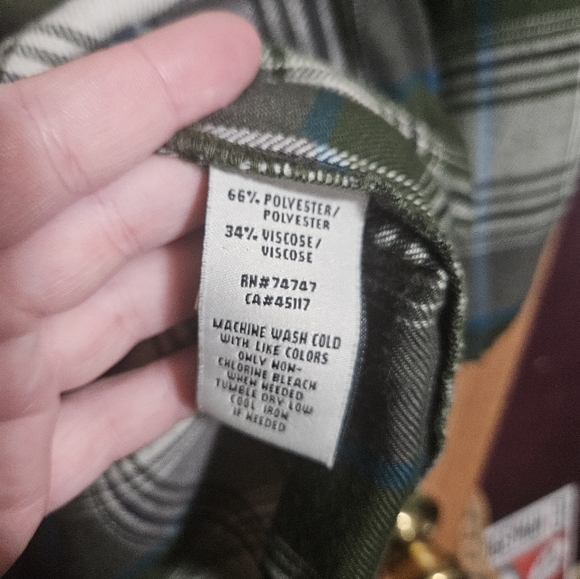 66% POLYESTER/
POLYESTER
34% VISCOSE/
VISCOSE
RN#74747
CA#45117
MACHINE WASH COLD
WITH LIKE COLORS
ONLY NON-
CHLORINE BLEACH
WHEN NEEDED
TUMBLE DRY LOW
COOL IRON
IF NEEDED